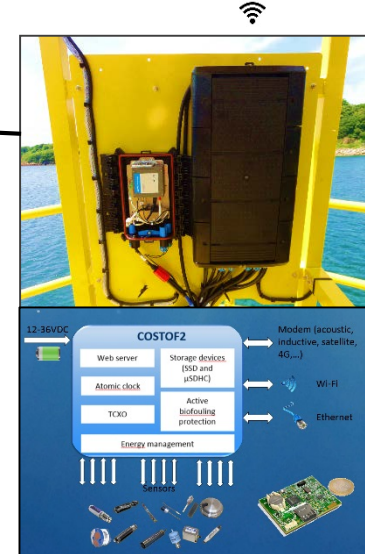 12-36VDC
COSTOF2
Web server
Atomic clock
TCXO
Storage devices
(SSD and
µSDHC)
Active
biofouling
protection
Energy management
Modem (acoustic,
inductive, satellite,
4G,...)
Wi-Fi
Ethernet
Sensors